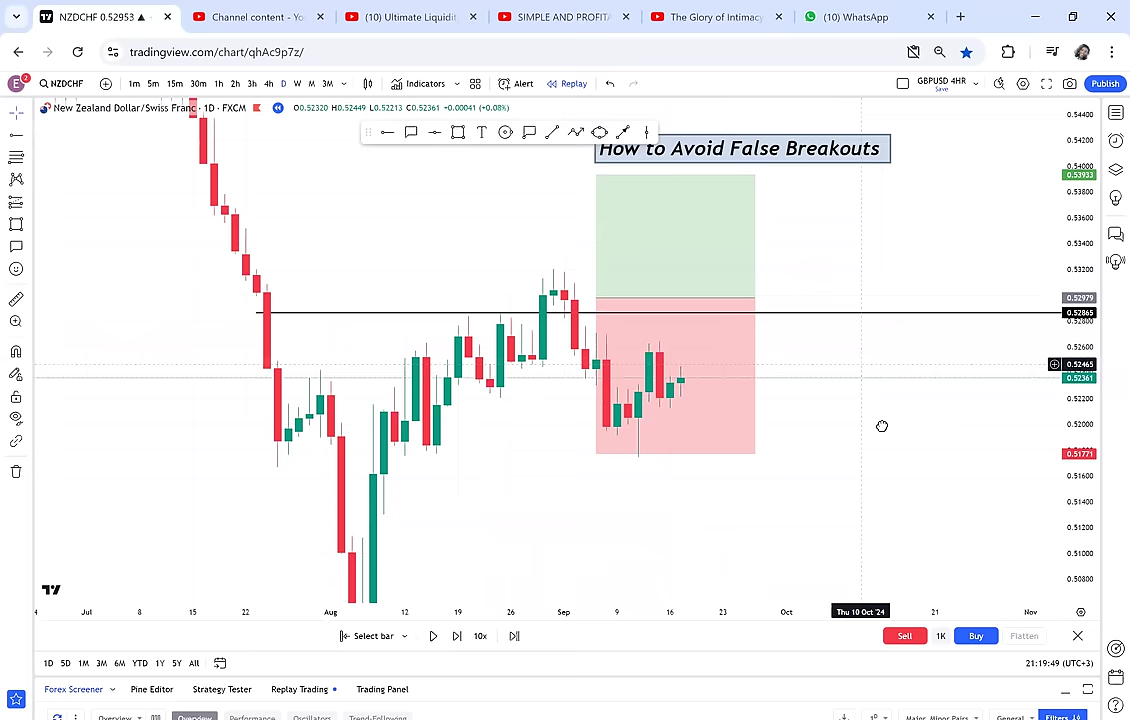 NZDCHF 0.52953 ▲
Channel content - Yo
(10) Ultimate Liquidit
SIMPLE AND PROFITA
The Glory of Intimacy
(10) WhatsApp
tradingview.com/chart/qhAc9p7z/
E 2 NZDCHF 1m 5m 15m 30m 1h 2h 3h 4h D W M 3M Indicators Alert Replay GBPUSD 4HR Save Publish
New Zealand Dollar/Swiss Franc · 1D · FXCM O0.52320 H0.52449 L0.52213 C0.52361 +0.00041 (+0.08%)
How to Avoid False Breakouts
0.54400
0.54200
0.54000
0.53933
0.53800
0.53600
0.53400
0.53200
0.52979
0.52865
0.52800
0.52600
0.52465
0.52361
0.52200
0.52000
0.51771
0.51600
0.51400
0.51200
0.51000
0.50800
Jul 8 15 22 Aug 12 19 26 Sep 9 16 23 Oct Thu 10 Oct '24 21 Nov
Select bar 10x Sell 1K Buy Flatten
1D 5D 1M 3M 6M YTD 1Y 5Y All 21:19:49 (UTC+3)
Forex Screener Pine Editor Strategy Tester Replay Trading Trading Panel
Overview Overview Performance Oscillators Trend-Following 1D Major, Minor Pairs General Filters